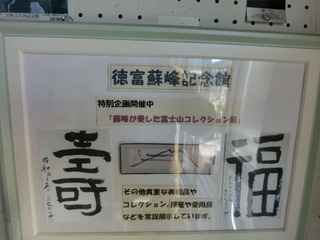 徳富蘇峰記念館
特別企画開催中
「蘇峰が愛した富士山コレクション展」
壽
福
その他貴重な美術品や
コレクション、拝電や愛用品
などを常設展示しています。